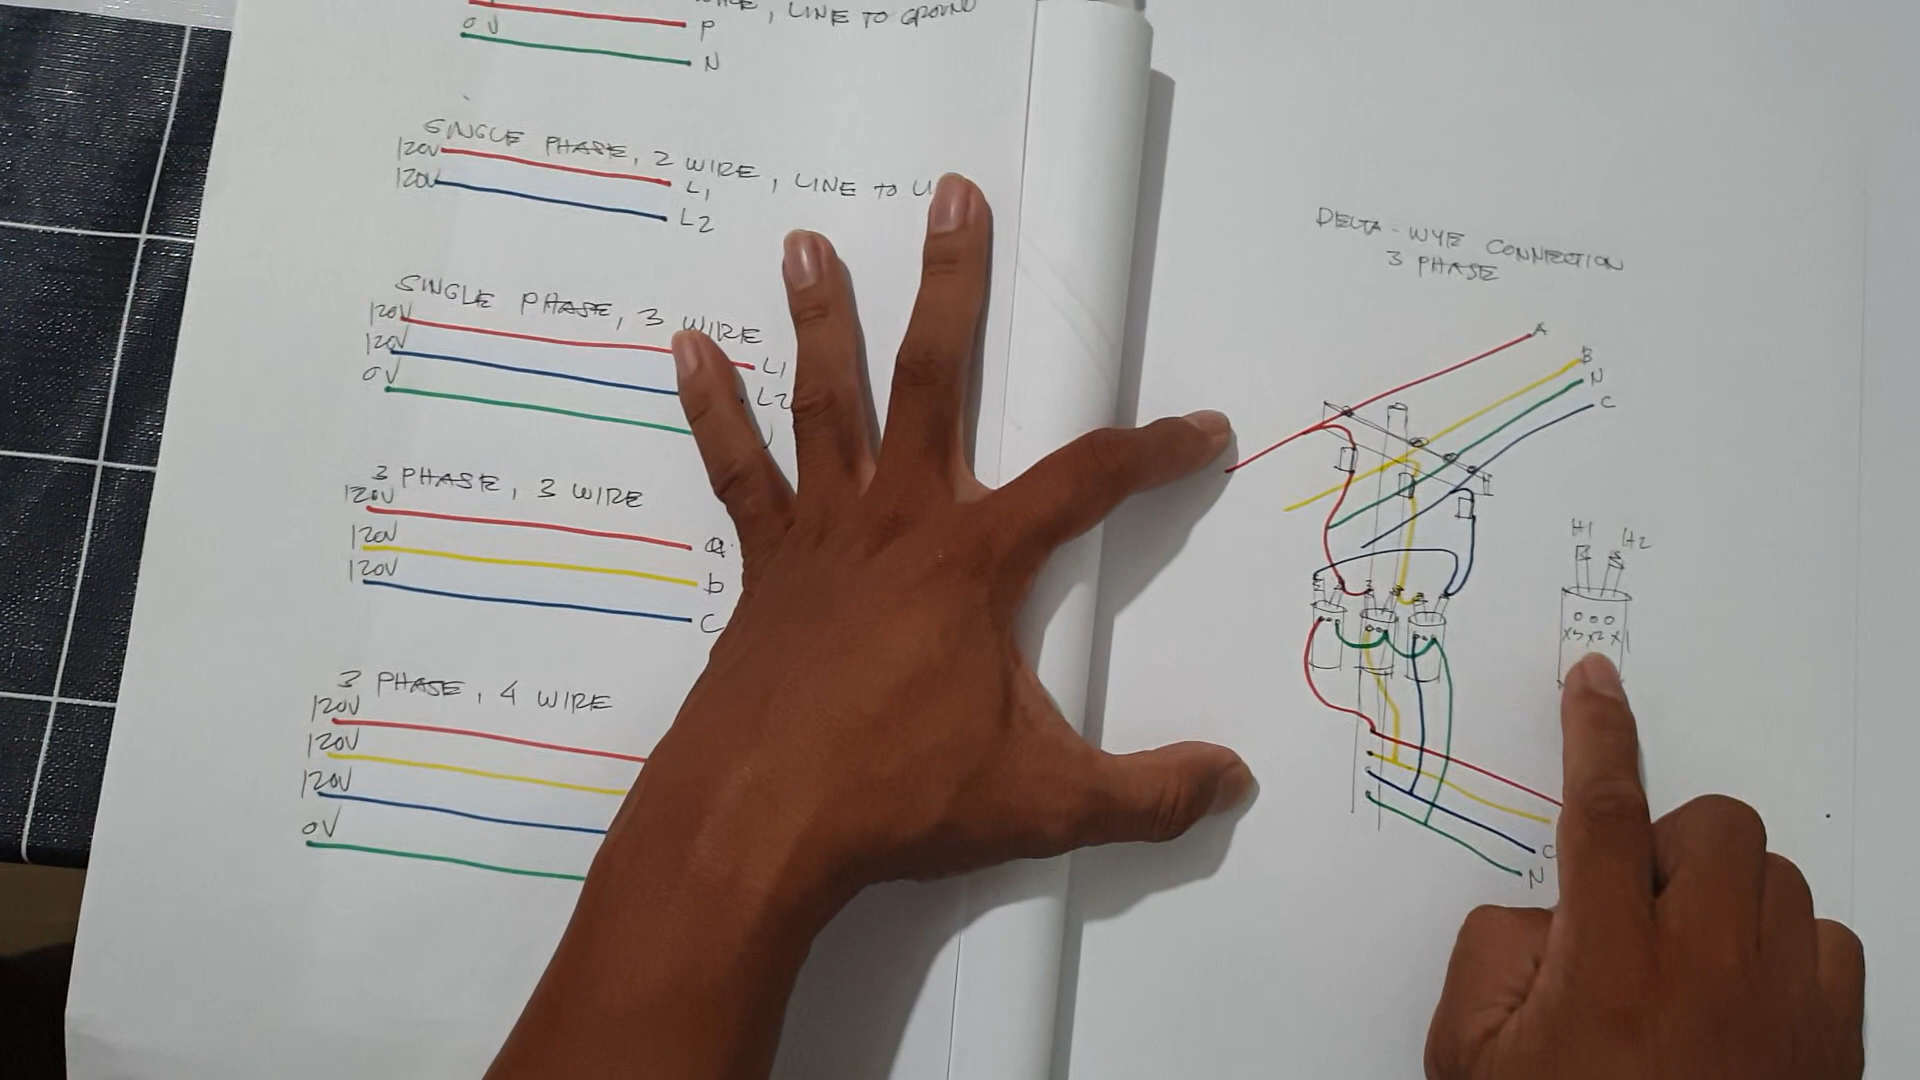 , LINE TO GROUND
P
0V
N
SINGLE PHASE, 2 WIRE, LINE TO
120V
L1
120V
L2
SINGLE PHASE, 3 WIRE
120V
L1
120V
L2
0V
3 PHASE, 3 WIRE
120V
a
120V
b
120V
C
3 PHASE, 4 WIRE
120V
120V
120V
0V
DELTA-WYE CONNECTION
3 PHASE
A
B
N
C
H1 H2
X3 X2 X1
C
N